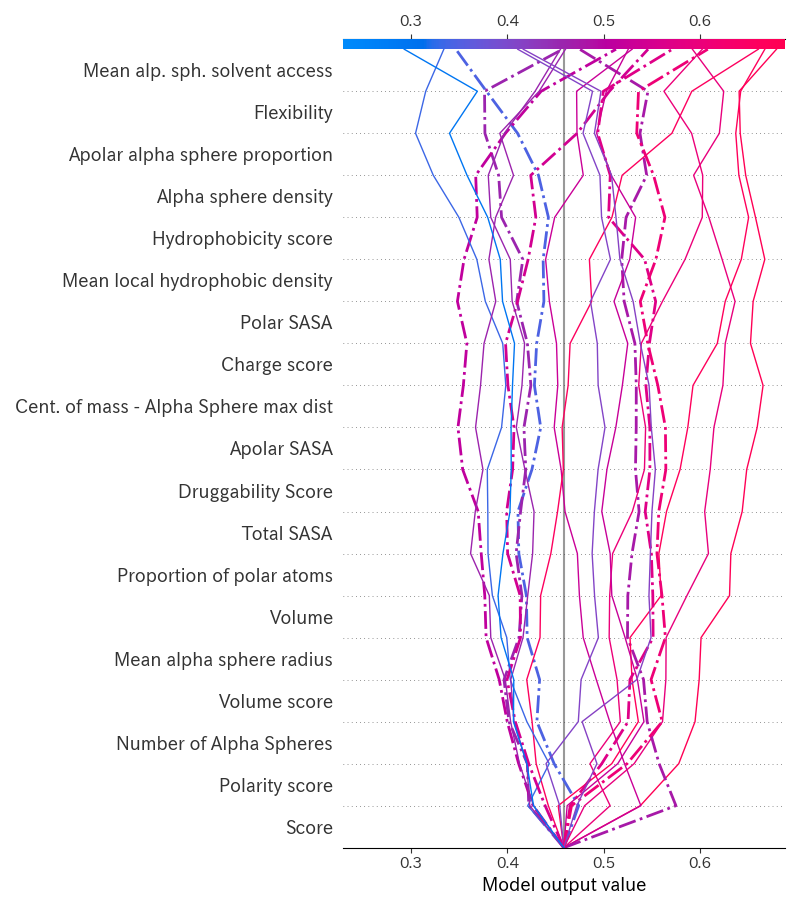 0.3 0.4 0.5 0.6
Mean alp. sph. solvent access
Flexibility
Apolar alpha sphere proportion
Alpha sphere density
Hydrophobicity score
Mean local hydrophobic density
Polar SASA
Charge score
Cent. of mass - Alpha Sphere max dist
Apolar SASA
Druggability Score
Total SASA
Proportion of polar atoms
Volume
Mean alpha sphere radius
Volume score
Number of Alpha Spheres
Polarity score
Score
0.3 0.4 0.5 0.6
Model output value